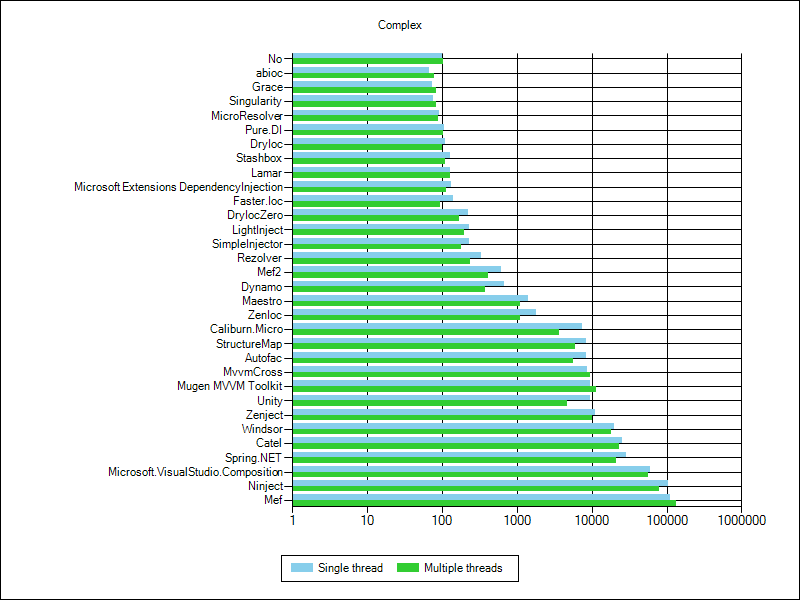 Complex
No
abioc
Grace
Singularity
MicroResolver
Pure.DI
DryIoc
Stashbox
Lamar
Microsoft Extensions DependencyInjection
Faster.Ioc
DryIocZero
LightInject
SimpleInjector
Rezolver
Mef2
Dynamo
Maestro
ZenIoc
Caliburn.Micro
StructureMap
Autofac
MvvmCross
Mugen MVVM Toolkit
Unity
Zenject
Windsor
Catel
Spring.NET
Microsoft.VisualStudio.Composition
Ninject
Mef
1 10 100 1000 10000 100000 1000000
Single thread Multiple threads